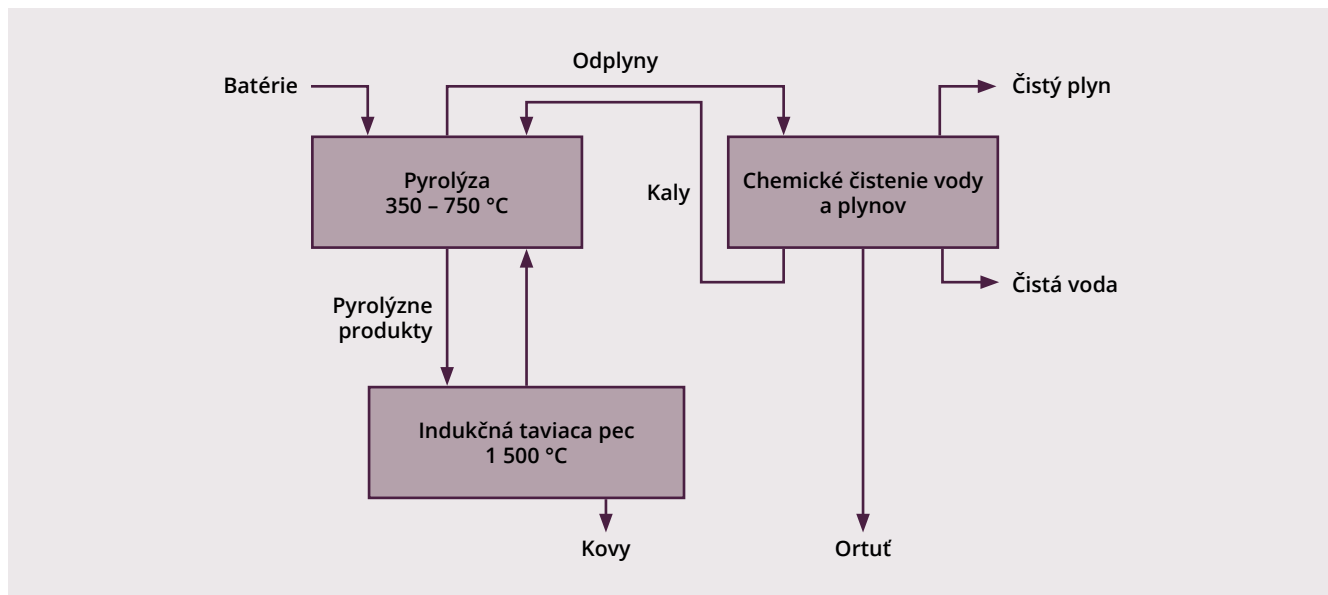 Odplyny
Batérie
Čistý plyn
Pyrolýza
350 – 750 °C
Kaly
Chemické čistenie vody
a plynov
Čistá voda
Pyrolýzne
produkty
Indukčná taviaca pec
1 500 °C
Kovy
Ortuť